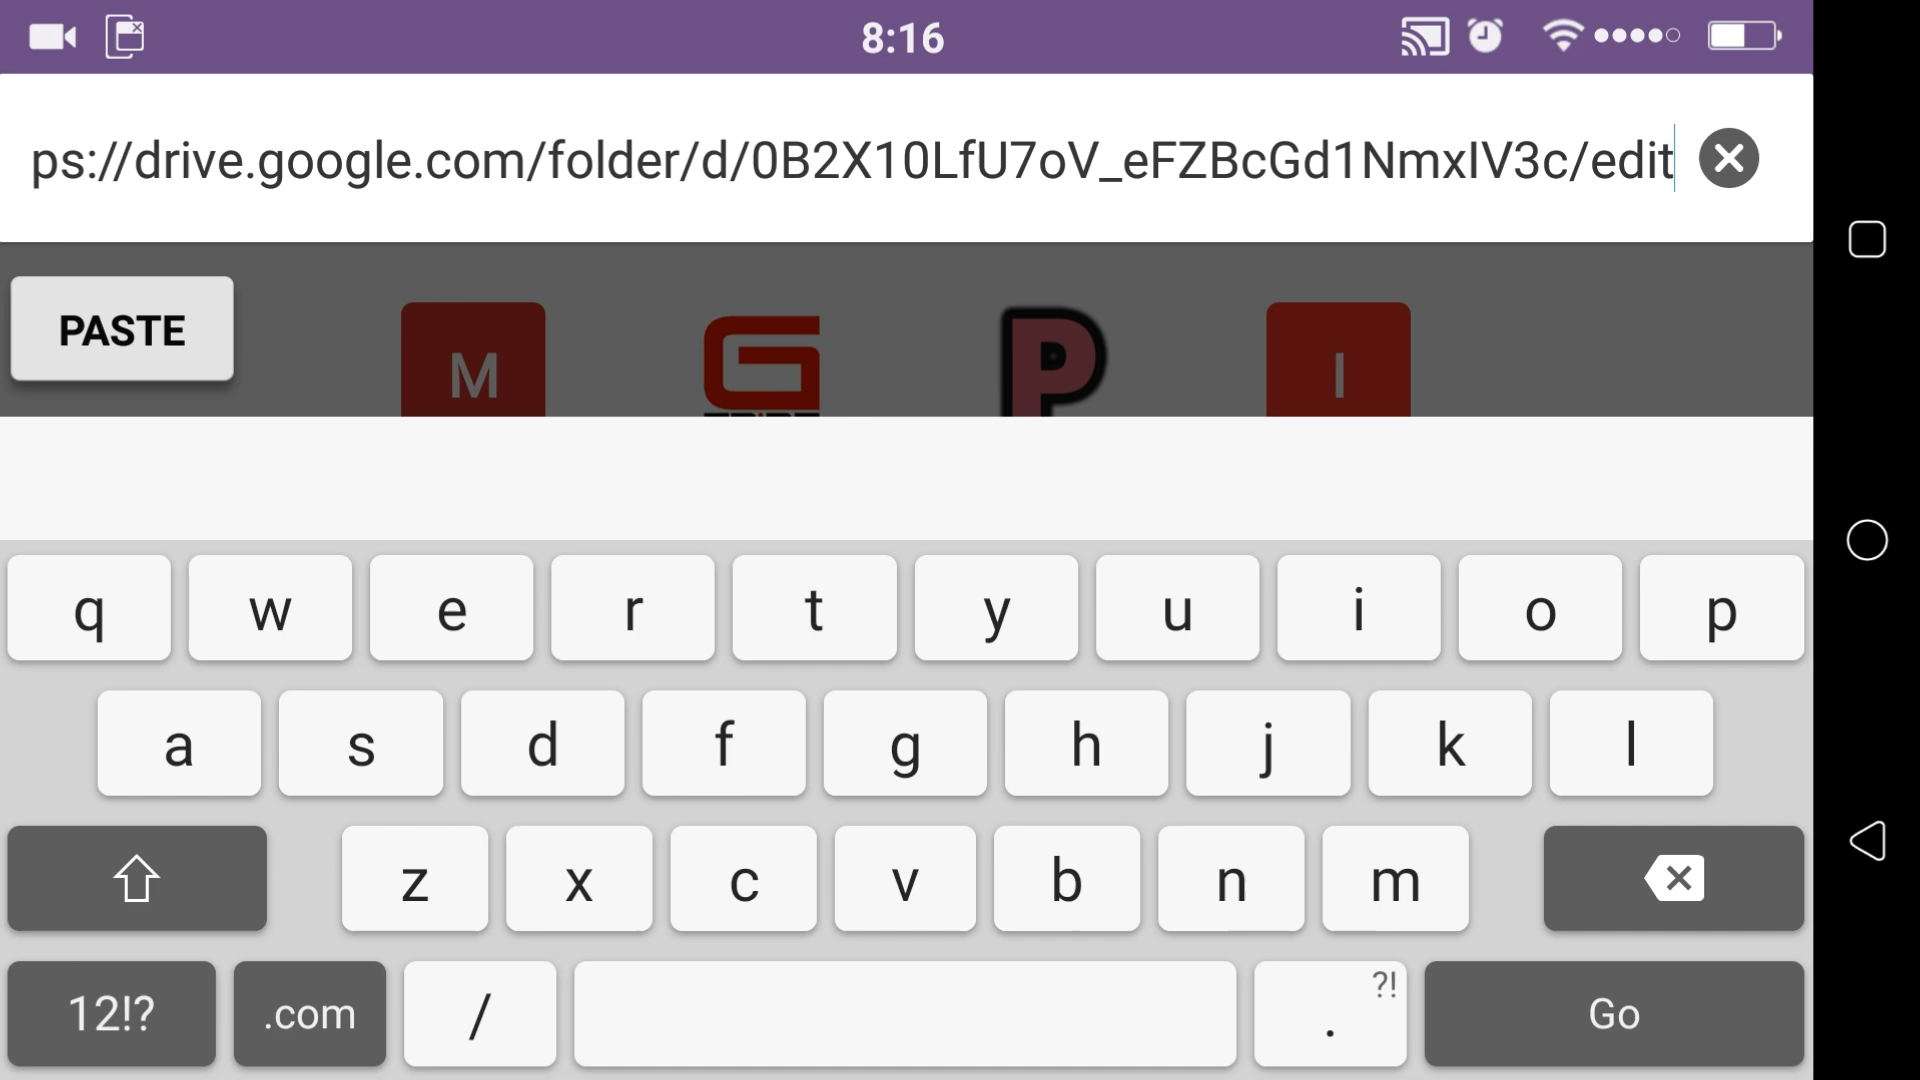 8:16
ps://drive.google.com/folder/d/0B2X10LfU7oV_eFZBcGd1NmxIV3c/edit
PASTE
M
G
P
I
q w e r t y u i o p
a s d f g h j k l
z x c v b n m
12!? .com / . ?! Go